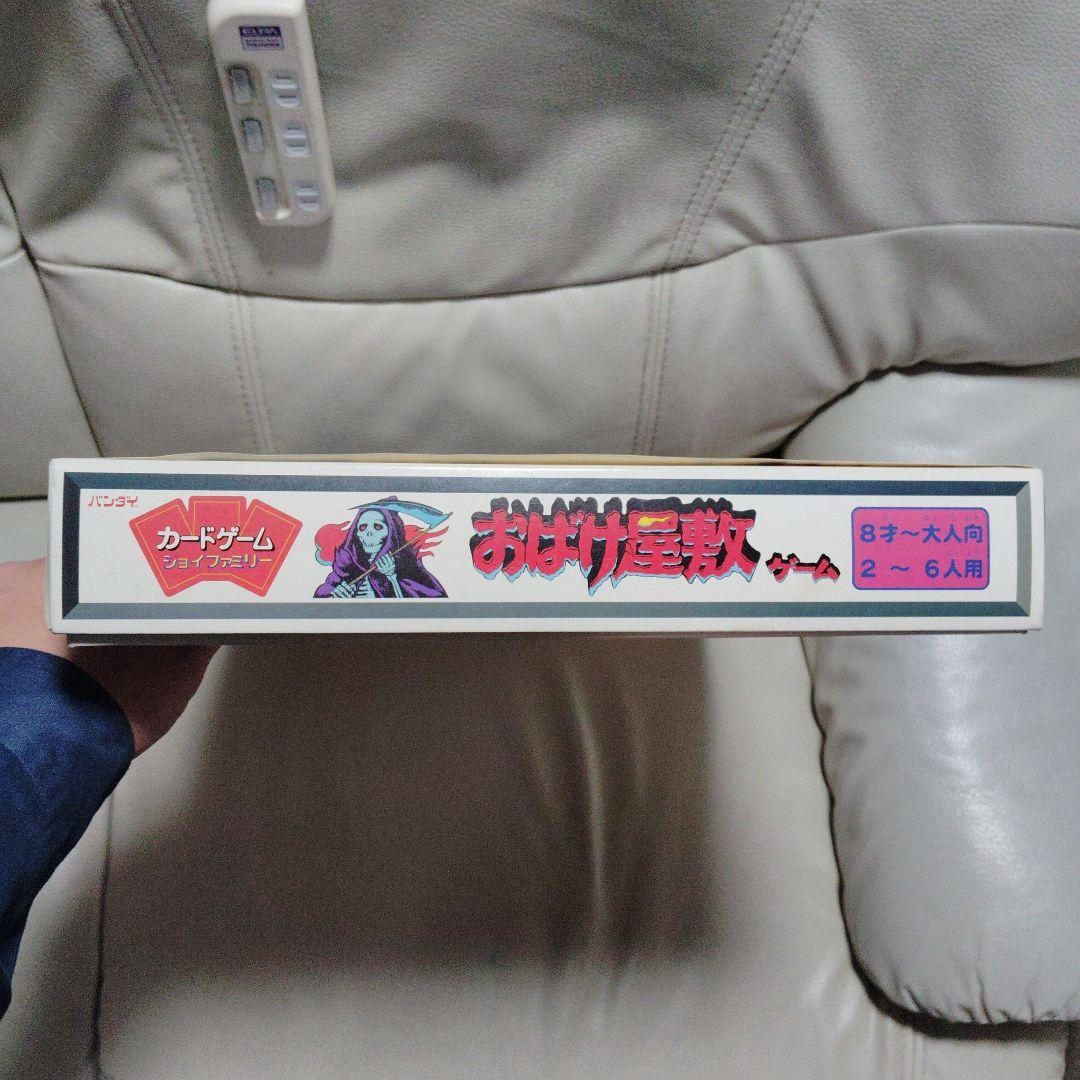 ELPA
バンダイ
カードゲーム
ジョイファミリー
おばけ屋敷
ゲーム
8才〜大人向
2 〜 6人用